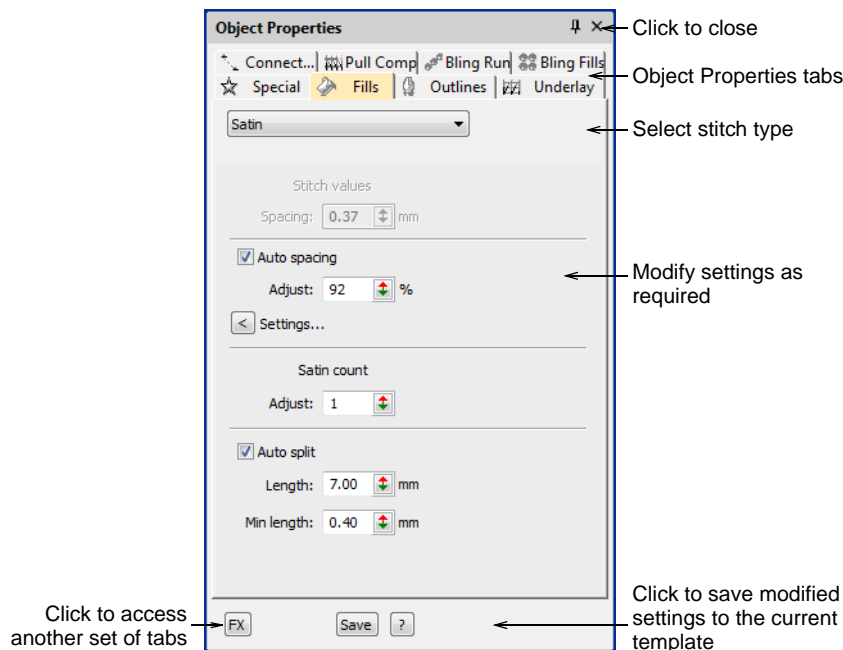 Object Properties
Click to close
Connect... Pull Comp Bling Run Bling Fills
Object Properties tabs
Special Fills Outlines Underlay
Satin
Select stitch type
Stitch values
Spacing: 0.37 mm
Auto spacing
Modify settings as
required
Adjust: 92 %
< Settings...
Satin count
Adjust: 1
Auto split
Length: 7.00 mm
Min length: 0.40 mm
Click to access
another set of tabs
FX Save ?
Click to save modified
settings to the current
template